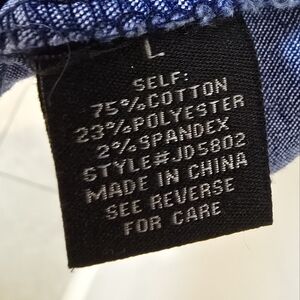 L
SELF:
75%COTTON
23%POLYESTER
2%SPANDEX
STYLE#JD5802
MADE IN CHINA
SEE REVERSE
FOR CARE